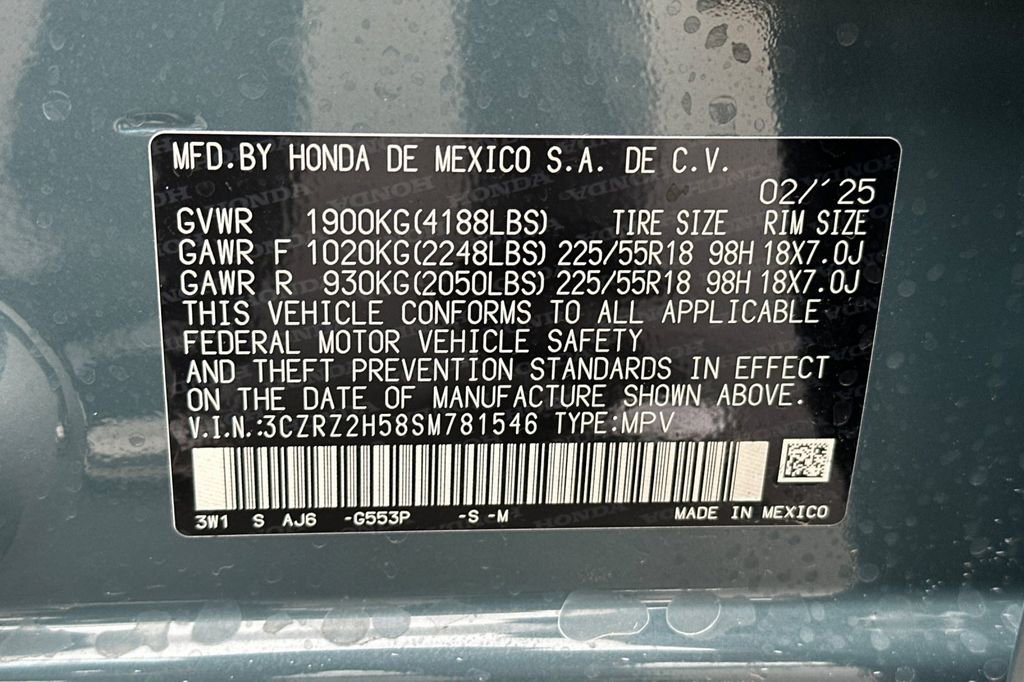 MFD.BY HONDA DE MEXICO S.A. DE C.V.
02/'25
GVWR 1900KG(4188LBS) TIRE SIZE RIM SIZE
GAWR F 1020KG(2248LBS) 225/55R18 98H 18X7.0J
GAWR R 930KG(2050LBS) 225/55R18 98H 18X7.0J
THIS VEHICLE CONFORMS TO ALL APPLICABLE
FEDERAL MOTOR VEHICLE SAFETY
AND THEFT PREVENTION STANDARDS IN EFFECT
ON THE DATE OF MANUFACTURE SHOWN ABOVE.
V.I.N.:3CZRZ2H58SM781546 TYPE:MPV
3W1 S AJ6 -G553P -S -M MADE IN MEXICO